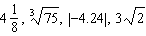 4 1/8, ∛75, |−4.24|, 3√2